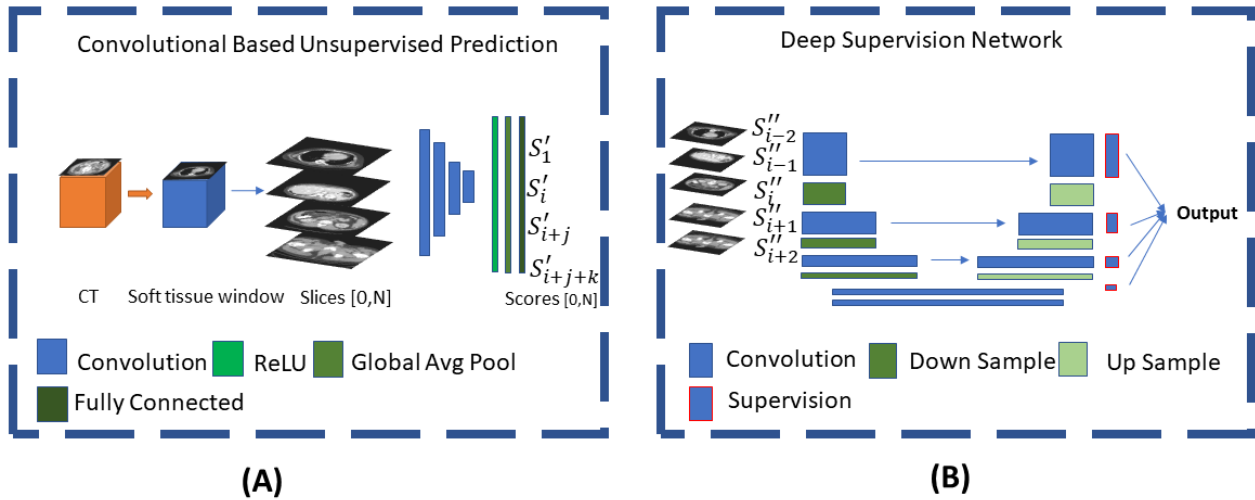 Convolutional Based Unsupervised Prediction
S′₁
S′ᵢ
S′ᵢ₊ⱼ
S′ᵢ₊ⱼ₊ₖ
CT
Soft tissue window
Slices [0,N]
Scores [0,N]
Convolution
ReLU
Global Avg Pool
Fully Connected
(A)
Deep Supervision Network
S″ᵢ₋₂
S″ᵢ₋₁
S″ᵢ
S″ᵢ₊₁
S″ᵢ₊₂
Output
Convolution
Down Sample
Up Sample
Supervision
(B)